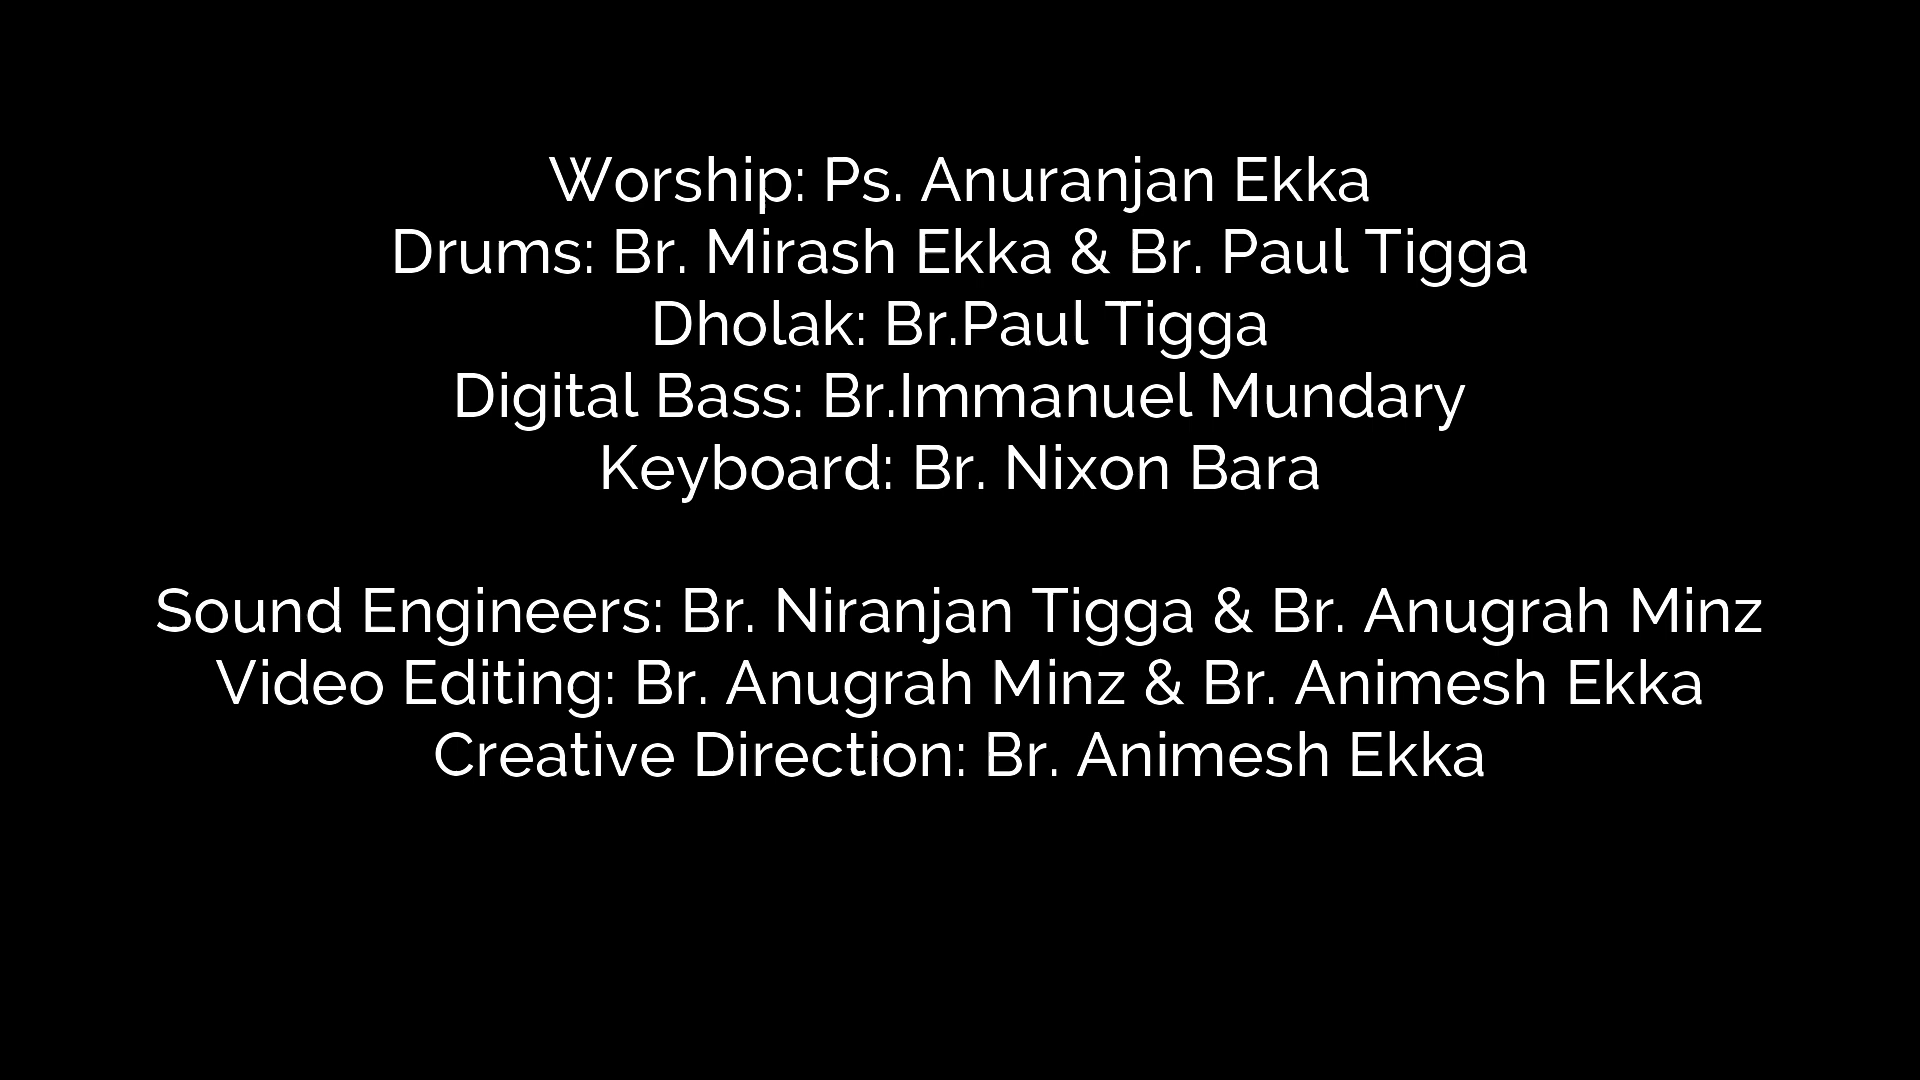 Worship: Ps. Anuranjan Ekka
Drums: Br. Mirash Ekka & Br. Paul Tigga
Dholak: Br.Paul Tigga
Digital Bass: Br.Immanuel Mundary
Keyboard: Br. Nixon Bara
Sound Engineers: Br. Niranjan Tigga & Br. Anugrah Minz
Video Editing: Br. Anugrah Minz & Br. Animesh Ekka
Creative Direction: Br. Animesh Ekka